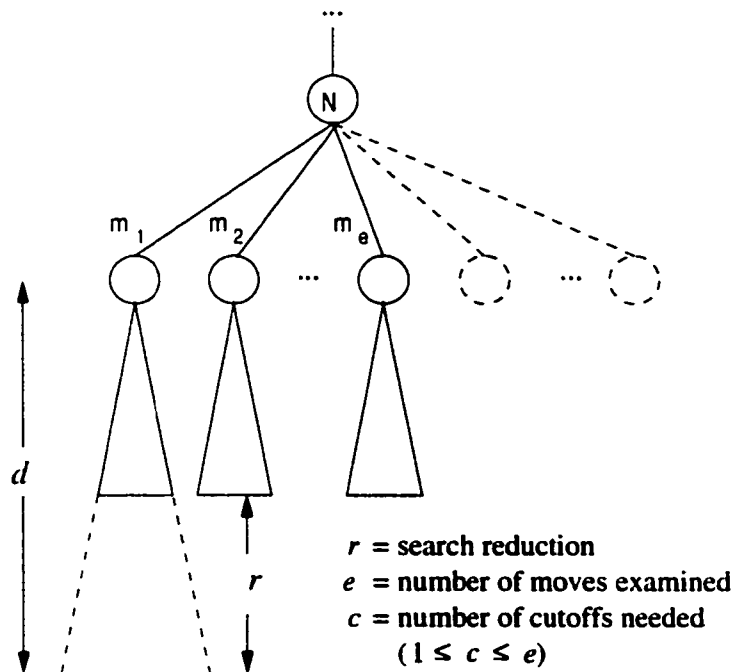 ...
N
m1 m2 me
... ...
d
r
r = search reduction
e = number of moves examined
c = number of cutoffs needed
(1 ≤ c ≤ e)